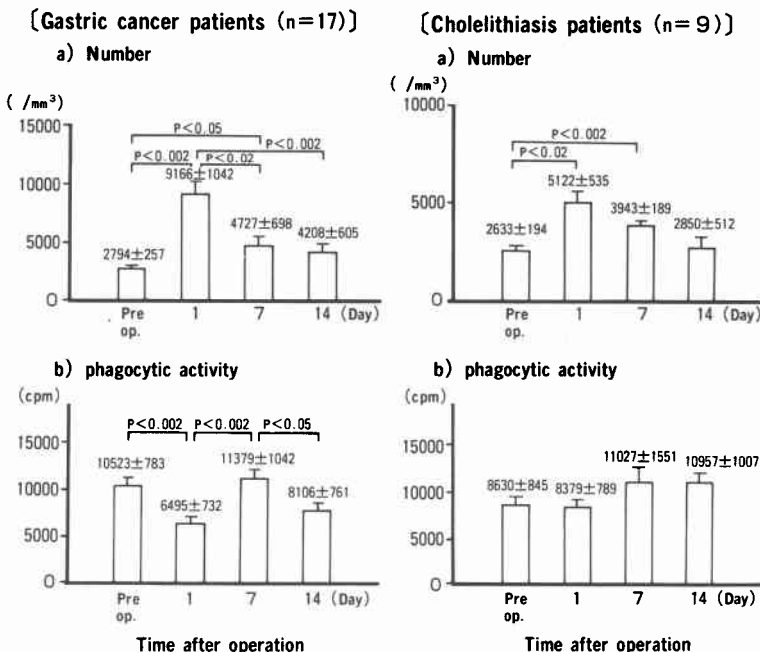 〔Gastric cancer patients (n=17)〕
a) Number
( /mm³)
15000
10000
5000
0
P<0.05
P<0.002
P<0.002
P<0.02
9166±1042
2794±257
4727±698
4208±605
Pre op.
1
7
14 (Day)
b) phagocytic activity
(cpm)
15000
10000
5000
0
P<0.002
P<0.002
P<0.05
10523±783
6495±732
11379±1042
8106±761
Pre op.
1
7
14 (Day)
Time after operation
〔Cholelithiasis patients (n=9)〕
a) Number
( /mm³)
10000
5000
0
P<0.002
P<0.02
2633±194
5122±535
3943±189
2850±512
Pre op.
1
7
14 (Day)
b) phagocytic activity
(cpm)
15000
10000
5000
0
8630±845
8379±789
11027±1551
10957±1007
Pre op.
1
7
14 (Day)
Time after operation